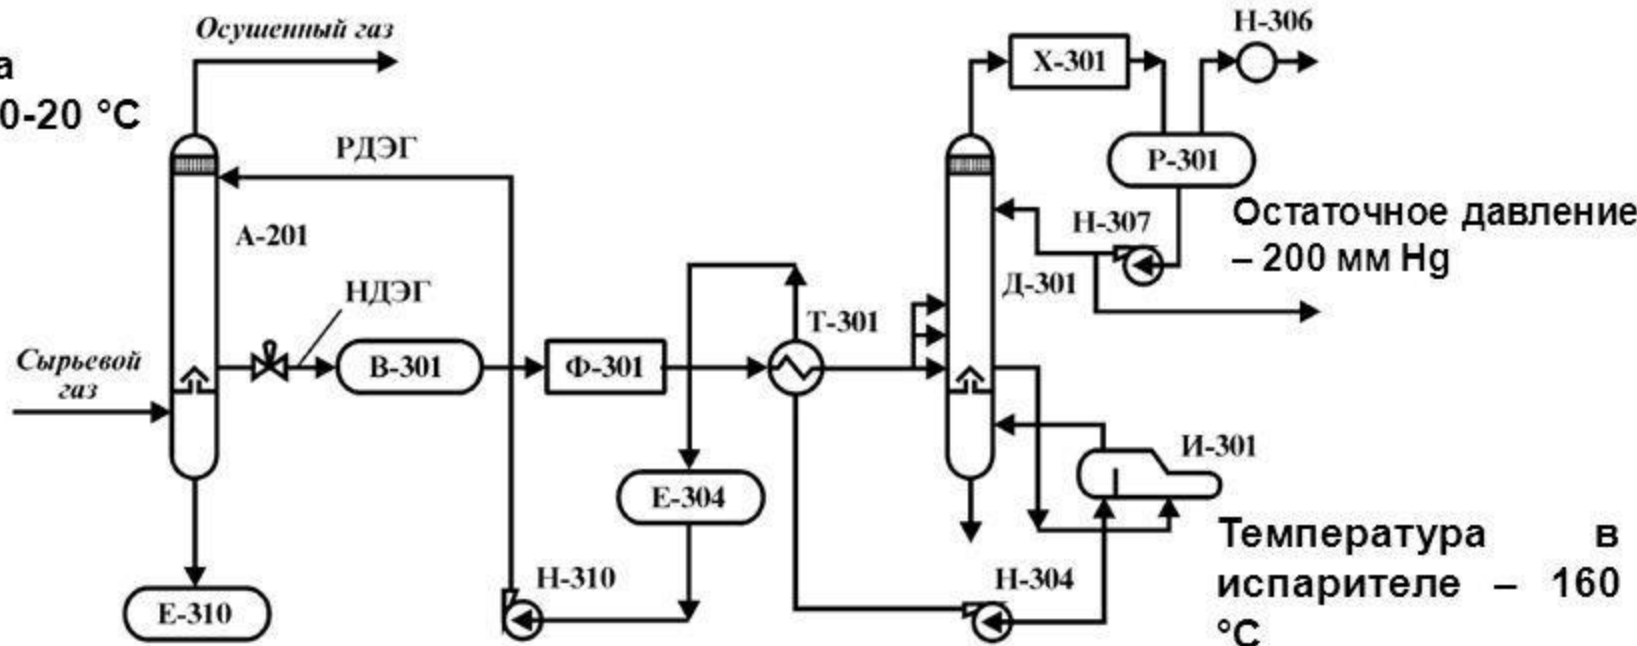 Осушенный газ
а
0-20 °C
РДЭГ
А-201
НДЭГ
Сырьевой
газ
В-301
Ф-301
Т-301
Е-304
Е-310
Н-310
Х-301
Н-306
Р-301
Н-307
Остаточное давление
– 200 мм Hg
Д-301
И-301
Н-304
Температура в
испарителе – 160
°C